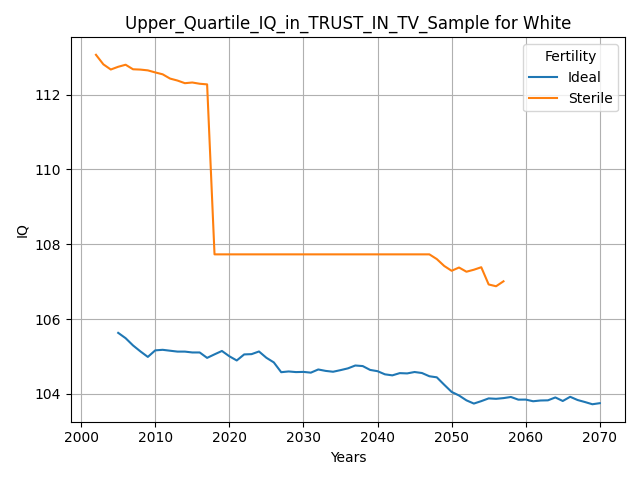 Upper_Quartile_IQ_in_TRUST_IN_TV_Sample for White
Fertility
Ideal
Sterile
112
110
108
106
104
IQ
2000 2010 2020 2030 2040 2050 2060 2070
Years